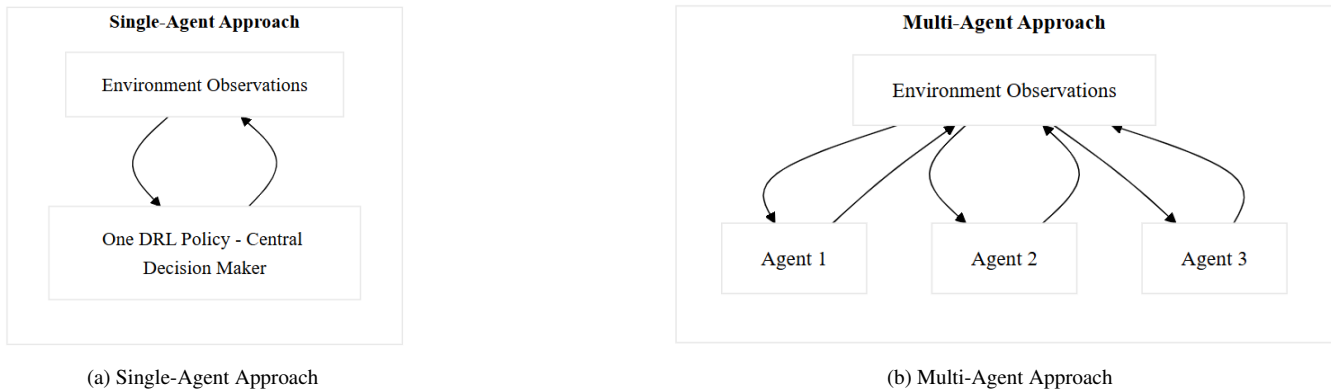 Single-Agent Approach
Environment Observations
One DRL Policy - Central
Decision Maker
(a) Single-Agent Approach
Multi-Agent Approach
Environment Observations
Agent 1
Agent 2
Agent 3
(b) Multi-Agent Approach